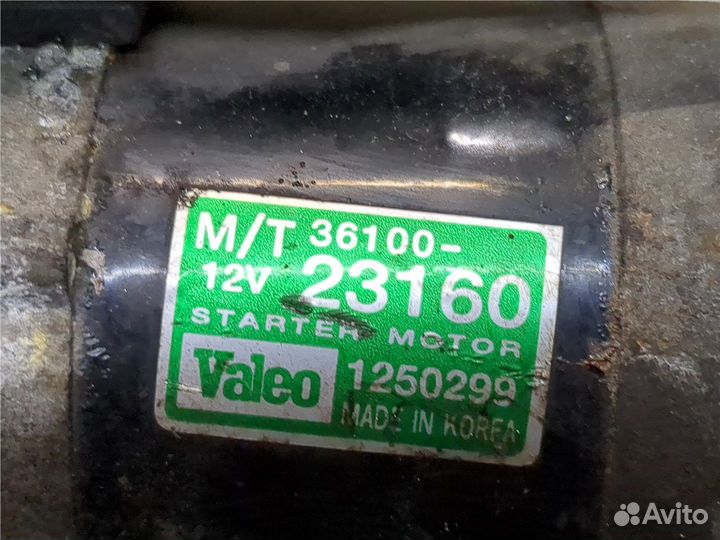 M/T 36100-
12V 23160
STARTER MOTOR
Valeo 1250299
MADE IN KOREA
Avito